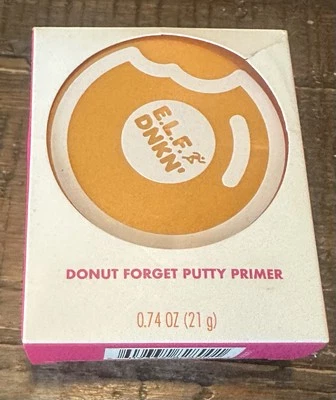 E.L.F.
DNKN'
DONUT FORGET PUTTY PRIMER
0.74 OZ (21 g)